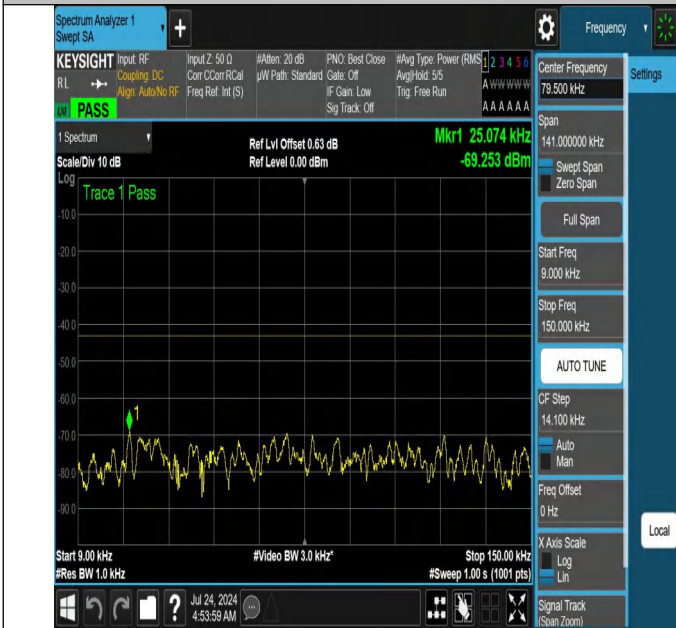 Spectrum Analyzer 1
Swept SA
+
Frequency
KEYSIGHT
RL
PASS
Input: RF
Coupling: DC
Align: Auto/No RF
Input Z: 50 Ω
Corr CCorr RCal
Freq Ref: Int (S)
#Atten: 20 dB
µW Path: Standard
PNO: Best Close
Gate: Off
IF Gain: Low
Sig Track: Off
#Avg Type: Power (RMS
Avg|Hold: 5/5
Trig: Free Run
1 2 3 4 5 6
A W W W W W
A A A A A A
Center Frequency
79.500 kHz
Settings
Span
141.000000 kHz
Swept Span
Zero Span
Full Span
Start Freq
9.000 kHz
Stop Freq
150.000 kHz
AUTO TUNE
CF Step
14.100 kHz
Auto
Man
Freq Offset
0 Hz
X Axis Scale
Log
Lin
Local
Signal Track
(Span Zoom)
1 Spectrum
Scale/Div 10 dB
Ref Lvl Offset 0.63 dB
Ref Level 0.00 dBm
Mkr1 25.074 kHz
-69.253 dBm
Log
Trace 1 Pass
-10.0
-20.0
-30.0
-40.0
-50.0
-60.0
-70.0
-80.0
-90.0
1
Start 9.00 kHz
#Res BW 1.0 kHz
#Video BW 3.0 kHz*
Stop 150.00 kHz
#Sweep 1.00 s (1001 pts)
?
Jul 24, 2024
4:53:59 AM